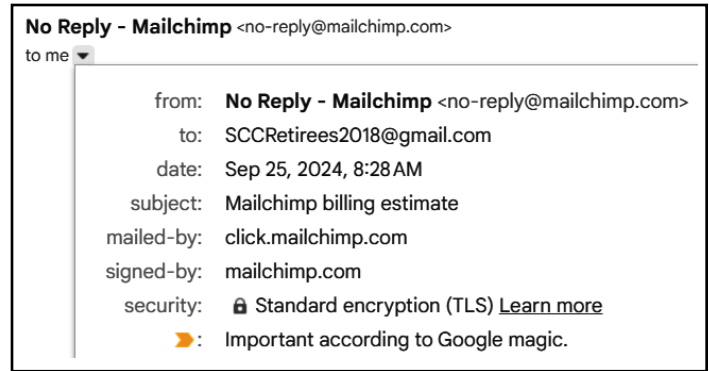 No Reply - Mailchimp <no-reply@mailchimp.com>
to me
from: No Reply - Mailchimp <no-reply@mailchimp.com>
to: SCCRetirees2018@gmail.com
date: Sep 25, 2024, 8:28 AM
subject: Mailchimp billing estimate
mailed-by: click.mailchimp.com
signed-by: mailchimp.com
security: Standard encryption (TLS) Learn more
: Important according to Google magic.